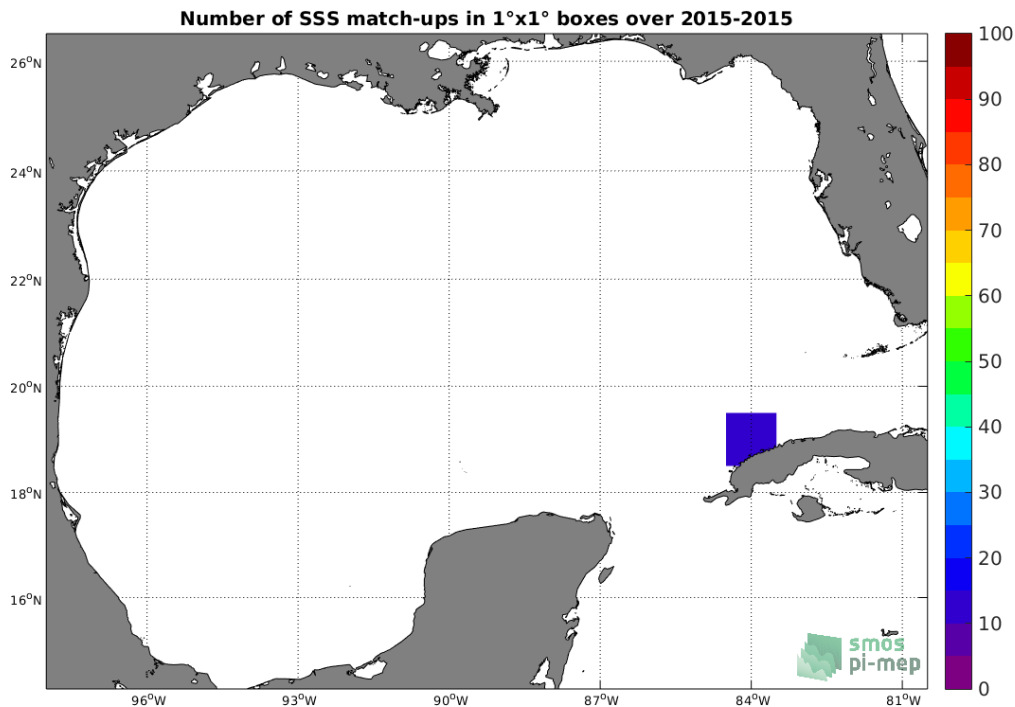 Number of SSS match-ups in 1°x1° boxes over 2015-2015
26°N
24°N
22°N
20°N
18°N
16°N
96°W
93°W
90°W
87°W
84°W
81°W
100
90
80
70
60
50
40
30
20
10
0
smos
pi-mep